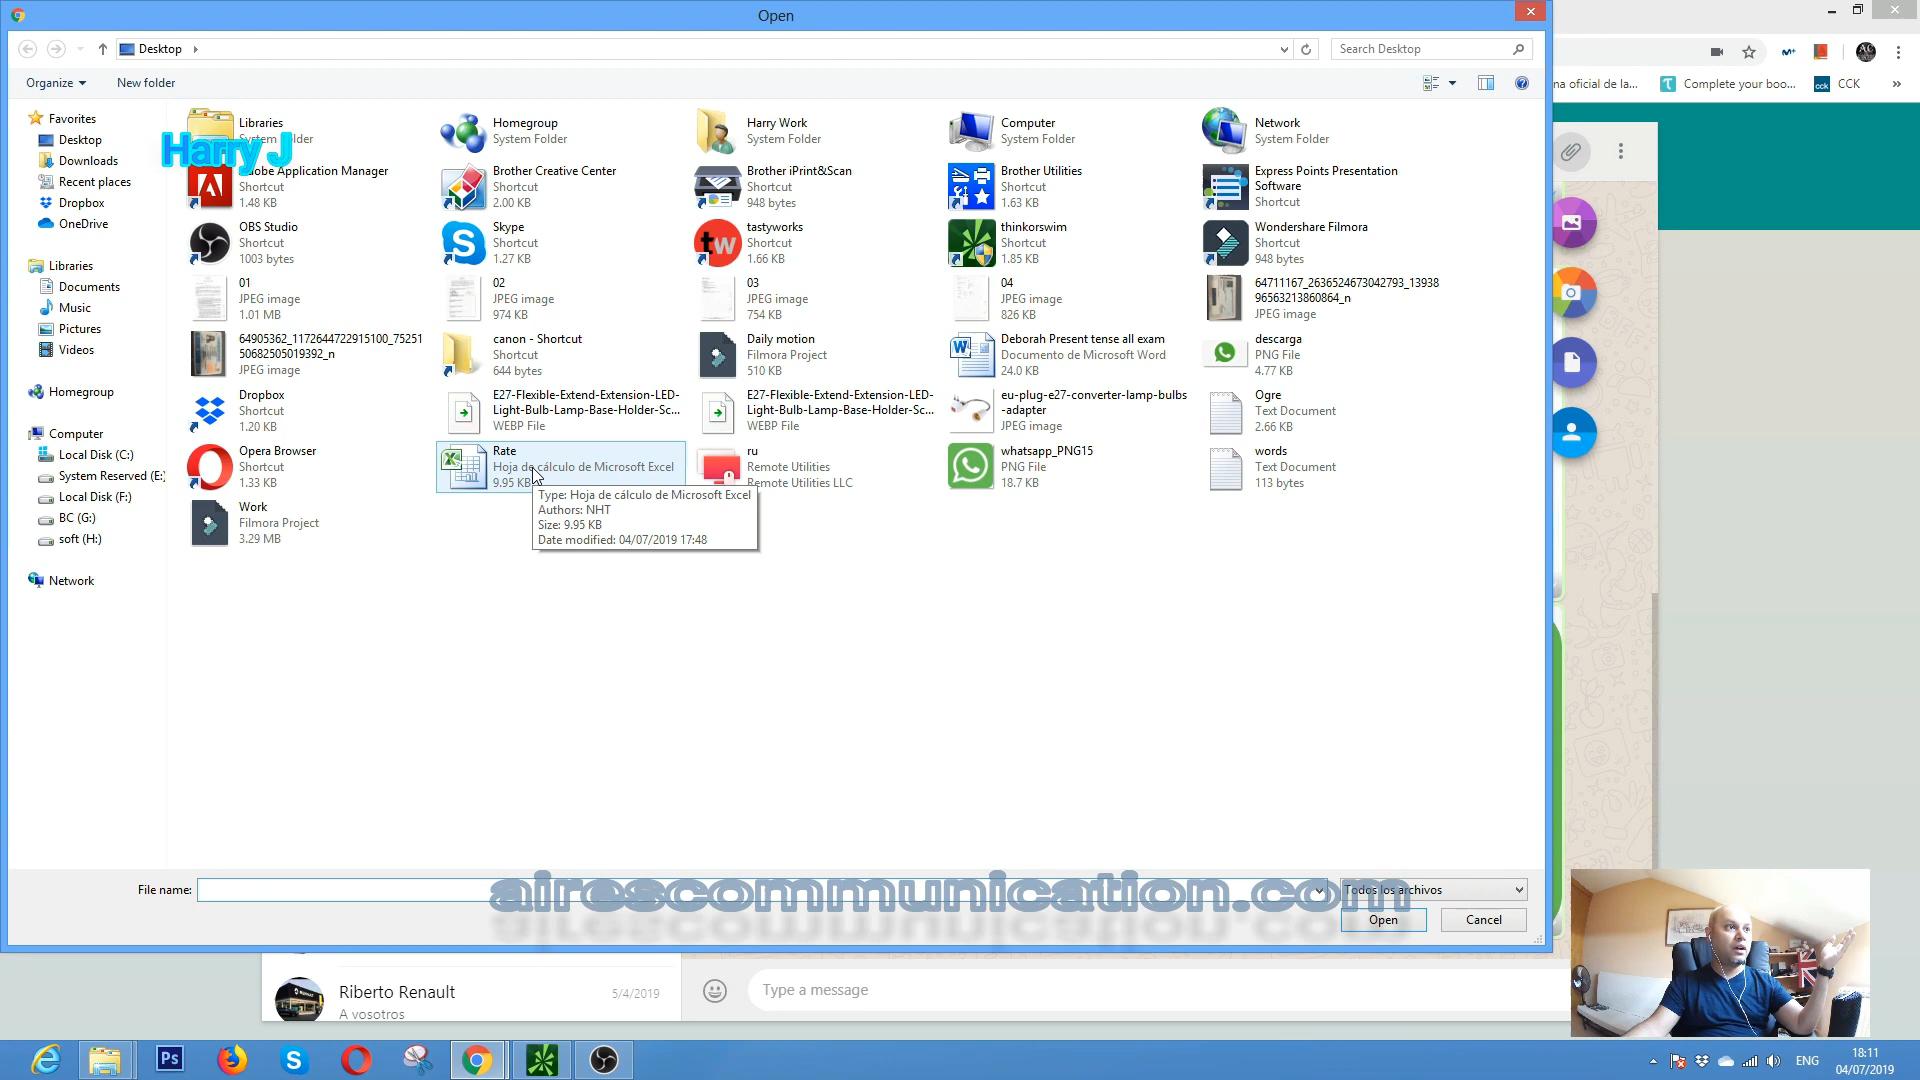 Open
Desktop
Search Desktop
Organize
New folder
na oficial de la...
Complete your boo...
cck
CCK
»
Favorites
Desktop
Downloads
Recent places
Dropbox
OneDrive
Libraries
Documents
Music
Pictures
Videos
Homegroup
Computer
Local Disk (C:)
System Reserved (E:)
Local Disk (F:)
BC (G:)
soft (H:)
Network
Harry J
Libraries
System Folder
Homegroup
System Folder
Harry Work
System Folder
Computer
System Folder
Network
System Folder
Adobe Application Manager
Shortcut
1.48 KB
Brother Creative Center
Shortcut
2.00 KB
Brother iPrint&Scan
Shortcut
948 bytes
Brother Utilities
Shortcut
1.63 KB
Express Points Presentation
Software
Shortcut
OBS Studio
Shortcut
1003 bytes
Skype
Shortcut
1.27 KB
tw
tastyworks
Shortcut
1.66 KB
thinkorswim
Shortcut
1.85 KB
Wondershare Filmora
Shortcut
948 bytes
01
JPEG image
1.01 MB
02
JPEG image
974 KB
03
JPEG image
754 KB
04
JPEG image
826 KB
64711167_2636524673042793_13938
96563213860864_n
JPEG image
64905362_1172644722915100_75251
50682505019392_n
JPEG image
canon - Shortcut
Shortcut
644 bytes
Daily motion
Filmora Project
510 KB
Deborah Present tense all exam
Documento de Microsoft Word
24.0 KB
descarga
PNG File
4.77 KB
Dropbox
Shortcut
1.20 KB
E27-Flexible-Extend-Extension-LED-
Light-Bulb-Lamp-Base-Holder-Sc...
WEBP File
E27-Flexible-Extend-Extension-LED-
Light-Bulb-Lamp-Base-Holder-Sc...
WEBP File
eu-plug-e27-converter-lamp-bulbs
-adapter
JPEG image
Ogre
Text Document
2.66 KB
Opera Browser
Shortcut
1.33 KB
Rate
Hoja de cálculo de Microsoft Excel
9.95 KB
ru
Remote Utilities
Remote Utilities LLC
whatsapp_PNG15
PNG File
18.7 KB
words
Text Document
113 bytes
Work
Filmora Project
3.29 MB
Type: Hoja de cálculo de Microsoft Excel
Authors: NHT
Size: 9.95 KB
Date modified: 04/07/2019 17:48
File name:
Todos los archivos
airescommunication.com
Open
Cancel
Riberto Renault
5/4/2019
A vosotros
Type a message
Ps
ENG
18:11
04/07/2019